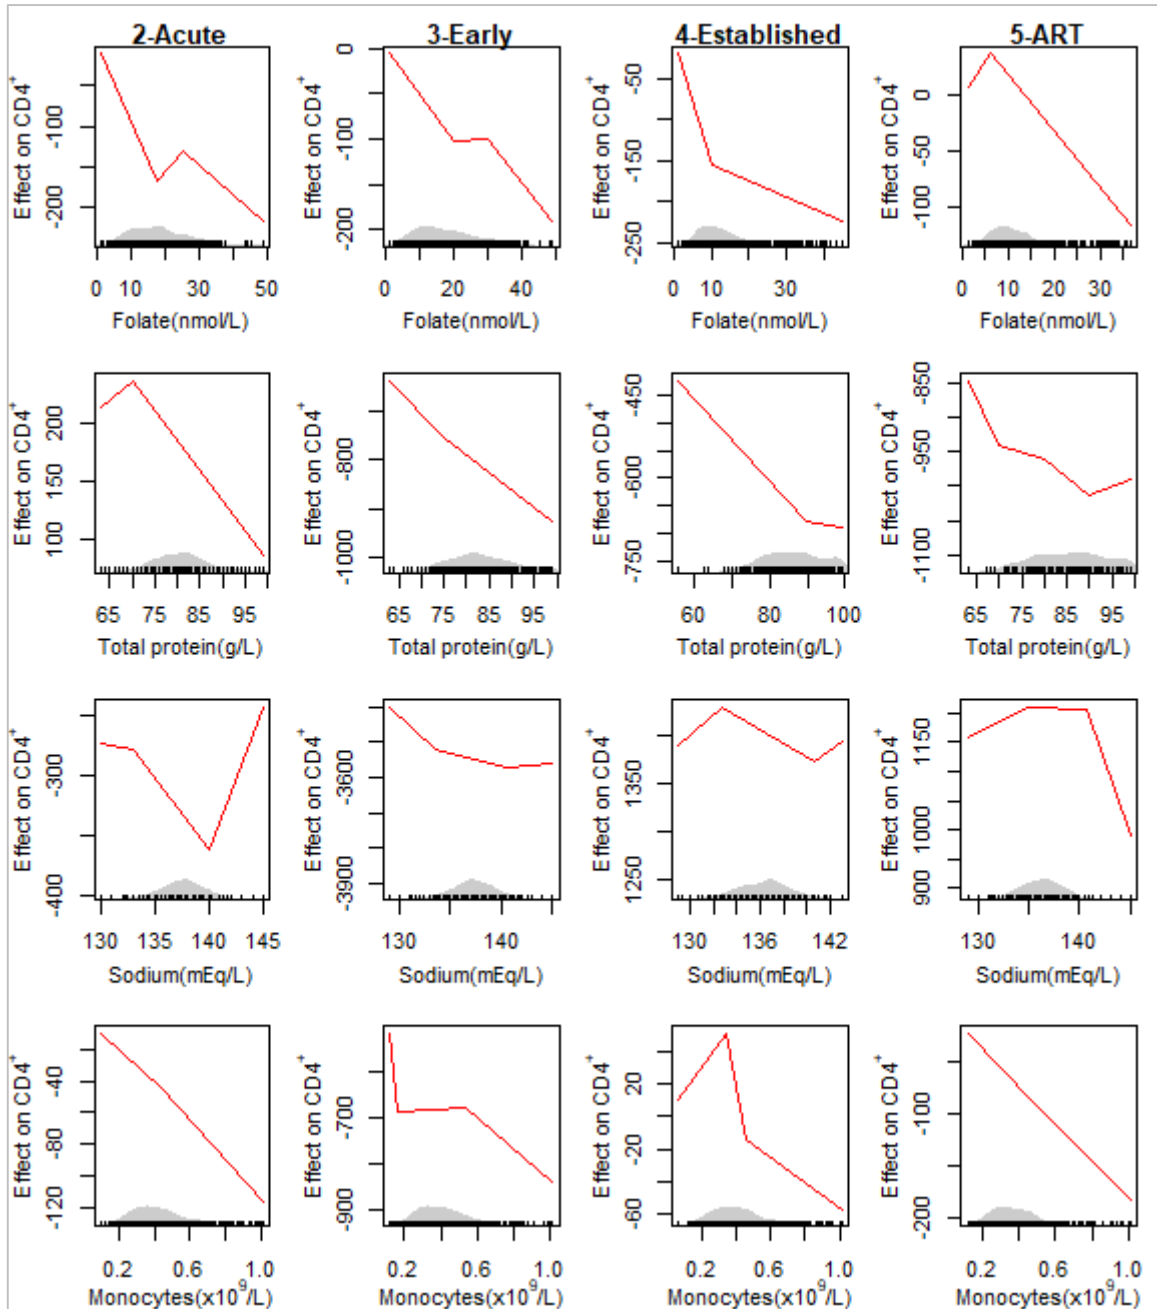 2-Acute 3-Early 4-Established 5-ART
Effect on CD4⁺ Effect on CD4⁺ Effect on CD4⁺ Effect on CD4⁺
-100 -200
0 -100 -200
-50 -150 -250
0 -50 -100
0 10 30 50 0 20 40 0 10 30 0 10 20 30
Folate(nmol/L) Folate(nmol/L) Folate(nmol/L) Folate(nmol/L)
Effect on CD4⁺ Effect on CD4⁺ Effect on CD4⁺ Effect on CD4⁺
200 150 100
-800 -1000
-450 -600 -750
-850 -950 -1100
65 75 85 95 65 75 85 95 60 80 100 65 75 85 95
Total protein(g/L) Total protein(g/L) Total protein(g/L) Total protein(g/L)
Effect on CD4⁺ Effect on CD4⁺ Effect on CD4⁺ Effect on CD4⁺
-300 -400
-3600 -3900
1350 1250
1150 1000 900
130 135 140 145 130 140 130 136 142 130 140
Sodium(mEq/L) Sodium(mEq/L) Sodium(mEq/L) Sodium(mEq/L)
Effect on CD4⁺ Effect on CD4⁺ Effect on CD4⁺ Effect on CD4⁺
-40 -80 -120
-700 -900
20 -20 -60
-100 -200
0.2 0.6 1.0 0.2 0.6 1.0 0.2 0.6 1.0 0.2 0.6 1.0
Monocytes(x10⁹/L) Monocytes(x10⁹/L) Monocytes(x10⁹/L) Monocytes(x10⁹/L)